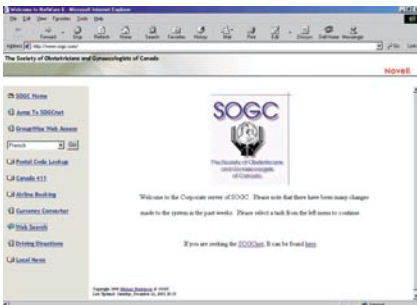 Welcome to NetWare 5 - Microsoft Internet Explorer
File Edit View Favorites Tools Help
Forward Stop Refresh Home Search Favorites History Mail Print Edit Discuss Dell Home Messenger
Address http://www.sogc.com/ Go Links
The Society of Obstetricians and Gynaecologists of Canada
Novell
SOGC Home
Jump To SOGCnet
GroupWise Web Access
French Go
Postal Code Lookup
Canada 411
Airline Booking
Currency Convertor
Web Search
Driving Directions
Local News
SOGC
The Society of Obstetricians
and Gynaecologists
of Canada
Welcome to the Corporate server of SOGC. Please note that there have been many changes
made to the system in the past weeks. Please select a task from the left menu to continue.
If you are seeking the SOGCnet, It can be found here
Internet